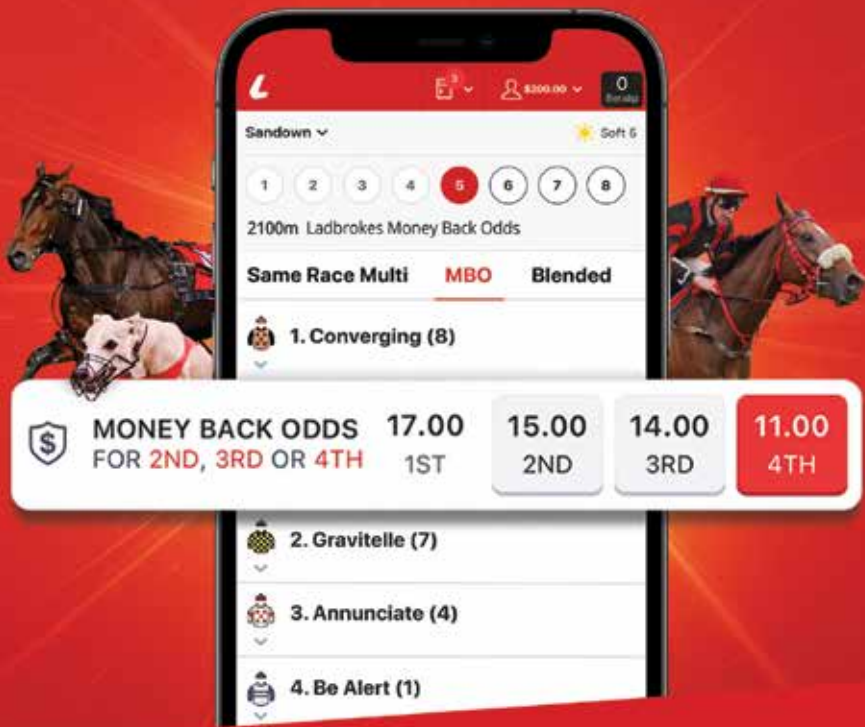 3
$200.00
0
Betslip
Sandown
Soft 5
1 2 3 4 5 6 7 8
2100m Ladbrokes Money Back Odds
Same Race Multi MBO Blended
1. Converging (8)
MONEY BACK ODDS
FOR 2ND, 3RD OR 4TH
17.00
1ST
15.00
2ND
14.00
3RD
11.00
4TH
2. Gravitelle (7)
3. Annunciate (4)
4. Be Alert (1)